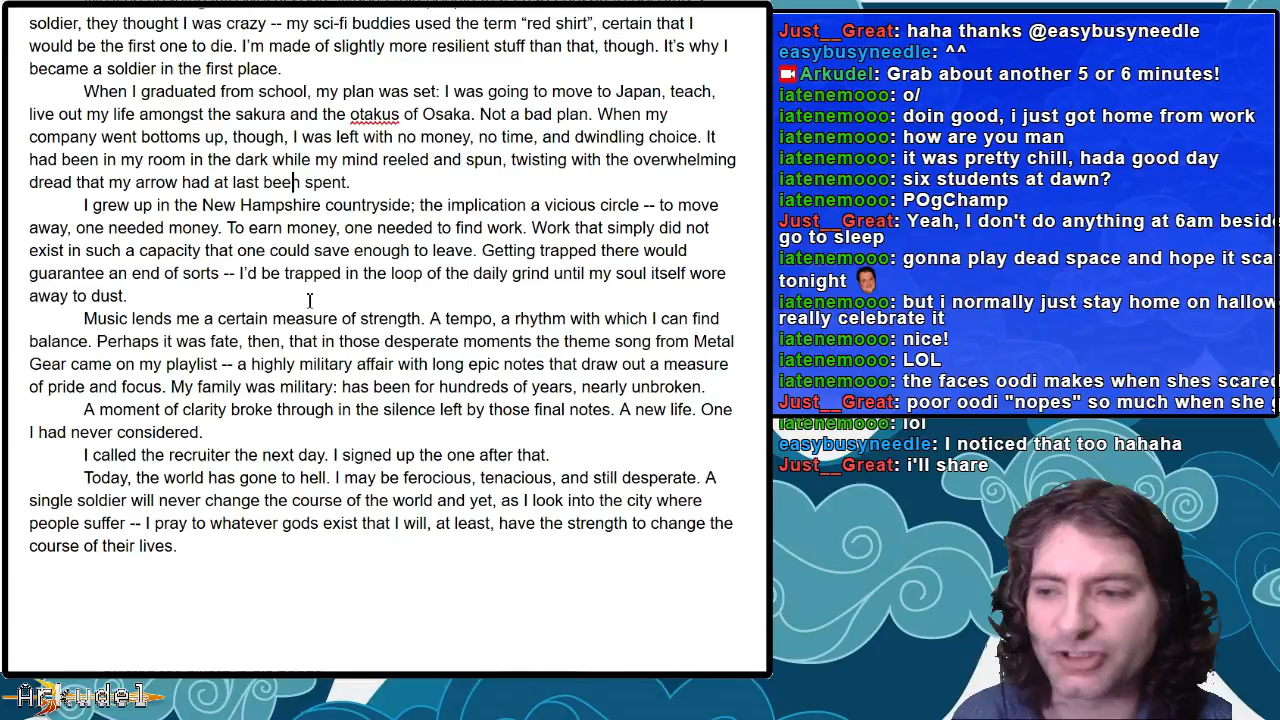 soldier, they thought I was crazy -- my sci-fi buddies used the term “red shirt”, certain that I
would be the first one to die. I’m made of slightly more resilient stuff than that, though. It’s why I
became a soldier in the first place.
When I graduated from school, my plan was set: I was going to move to Japan, teach,
live out my life amongst the sakura and the otakus of Osaka. Not a bad plan. When my
company went bottoms up, though, I was left with no money, no time, and dwindling choice. It
had been in my room in the dark while my mind reeled and spun, twisting with the overwhelming
dread that my arrow had at last been spent.
I grew up in the New Hampshire countryside; the implication a vicious circle -- to move
away, one needed money. To earn money, one needed to find work. Work that simply did not
exist in such a capacity that one could save enough to leave. Getting trapped there would
guarantee an end of sorts -- I’d be trapped in the loop of the daily grind until my soul itself wore
away to dust.
Music lends me a certain measure of strength. A tempo, a rhythm with which I can find
balance. Perhaps it was fate, then, that in those desperate moments the theme song from Metal
Gear came on my playlist -- a highly military affair with long epic notes that draw out a measure
of pride and focus. My family was military: has been for hundreds of years, nearly unbroken.
A moment of clarity broke through in the silence left by those final notes. A new life. One
I had never considered.
I called the recruiter the next day. I signed up the one after that.
Today, the world has gone to hell. I may be ferocious, tenacious, and still desperate. A
single soldier will never change the course of the world and yet, as I look into the city where
people suffer -- I pray to whatever gods exist that I will, at least, have the strength to change the
course of their lives.
Just__Great: haha thanks @easybusyneedle
easybusyneedle: ^^
Arkudel: Grab about another 5 or 6 minutes!
iatenemooo: o/
iatenemooo: doin good, i just got home from work
iatenemooo: how are you man
iatenemooo: it was pretty chill, hada good day
iatenemooo: six students at dawn?
iatenemooo: POgChamp
Just__Great: Yeah, I don't do anything at 6am
go to sleep
iatenemooo: gonna play dead space and hope it
tonight
iatenemooo: but i normally just stay home on
really celebrate it
iatenemooo: nice!
iatenemooo: LOL
iatenemooo: the faces oodi makes when shes
Just__Great: poor oodi "nopes" so much when she
iatenemooo: lol
easybusyneedle: I noticed that too hahaha
Just__Great: i'll share
Arkudel